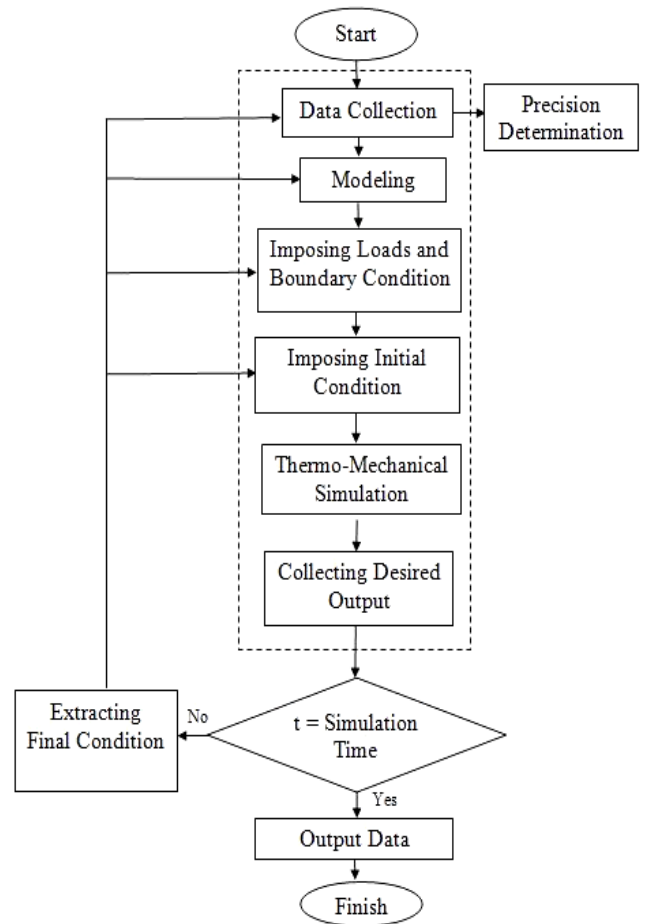 Start
Data Collection
Precision
Determination
Modeling
Imposing Loads and
Boundary Condition
Imposing Initial
Condition
Thermo-Mechanical
Simulation
Collecting Desired
Output
Extracting
Final Condition
No
t = Simulation
Time
Yes
Output Data
Finish